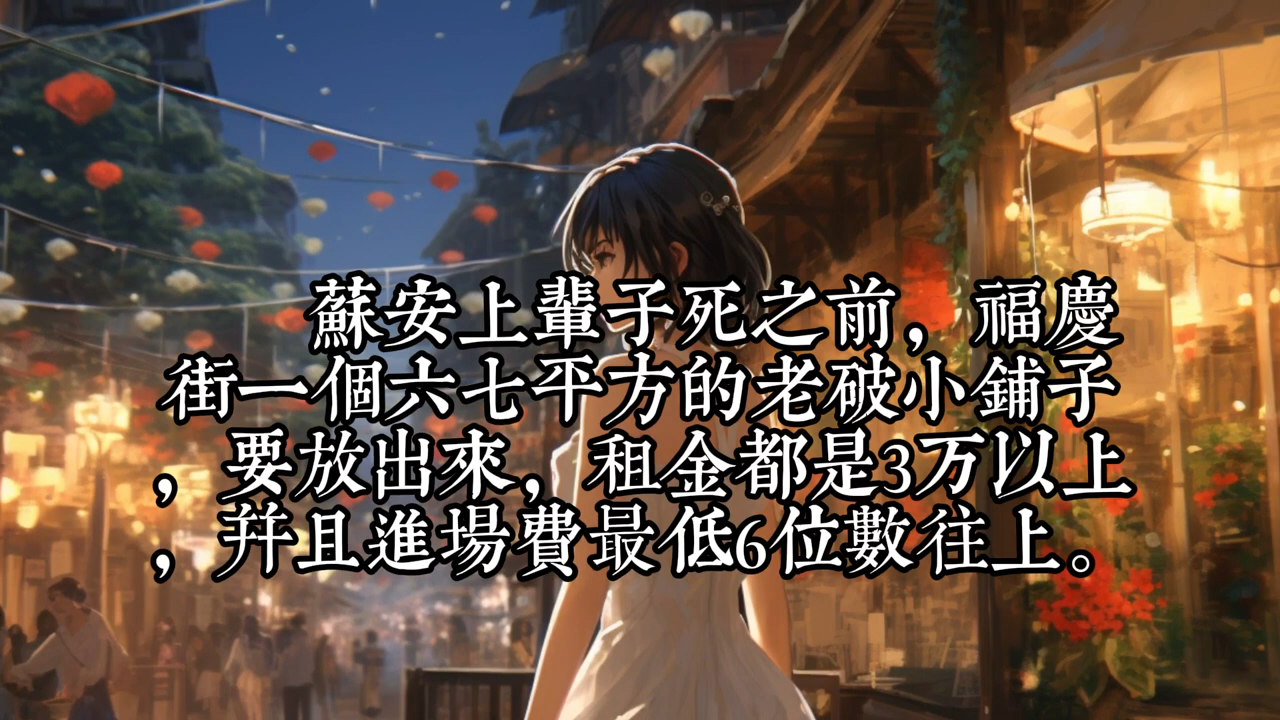 蘇安上輩子死之前，福慶
街一個六七平方的老破小鋪子
，要放出來，租金都是3万以上
，幷且進場費最低6位數往上。